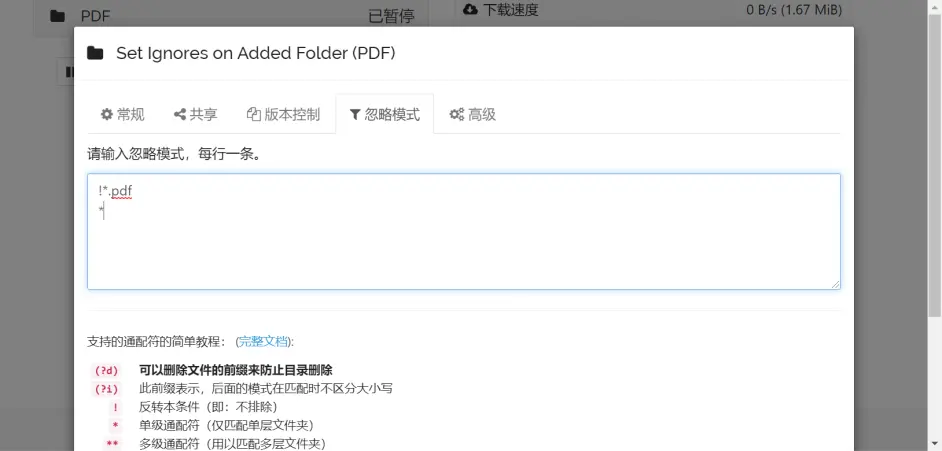 PDF 已暂停
下载速度 0 B/s (1.67 MiB)
Set Ignores on Added Folder (PDF)
常规 共享 版本控制 忽略模式 高级
请输入忽略模式，每行一条。
!*.pdf
*
支持的通配符的简单教程： (完整文档):
(?d) 可以删除文件的前缀来防止目录删除
(?i) 此前缀表示，后面的模式在匹配时不区分大小写
! 反转本条件（即：不排除）
* 单级通配符（仅匹配单层文件夹）
** 多级通配符（用以匹配多层文件夹）